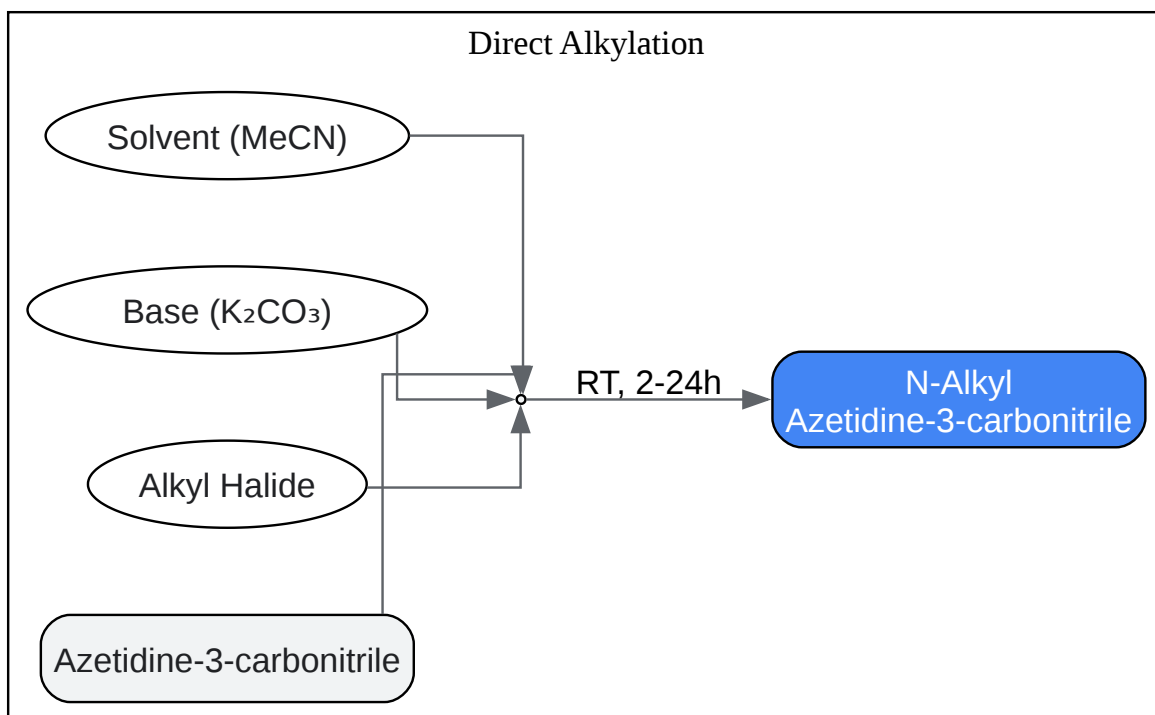 Direct Alkylation
Solvent (MeCN)
Base (K₂CO₃)
Alkyl Halide
Azetidine-3-carbonitrile
RT, 2-24h
N-Alkyl
Azetidine-3-carbonitrile